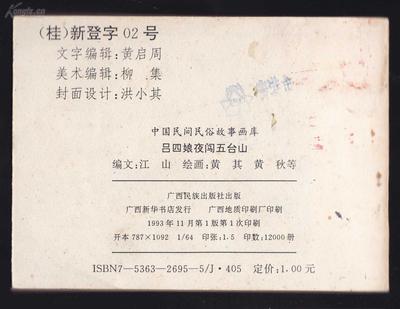 Kongfz.cn
(桂)新登字02号
文字编辑:黄启周
美术编辑:柳 集
封面设计:洪小其
中国民间民俗故事画库
吕四娘夜闯五台山
编文:江 山 绘画:黄 其 黄 秋等
广西民族出版社出版
广西新华书店发行 广西地质印刷厂印刷
1993年11月第1版第1次印刷
开本787×1092 1/64 印张:1.5 印数:12000册
ISBN7—5363—2695—5/J·405 定价:1.00元